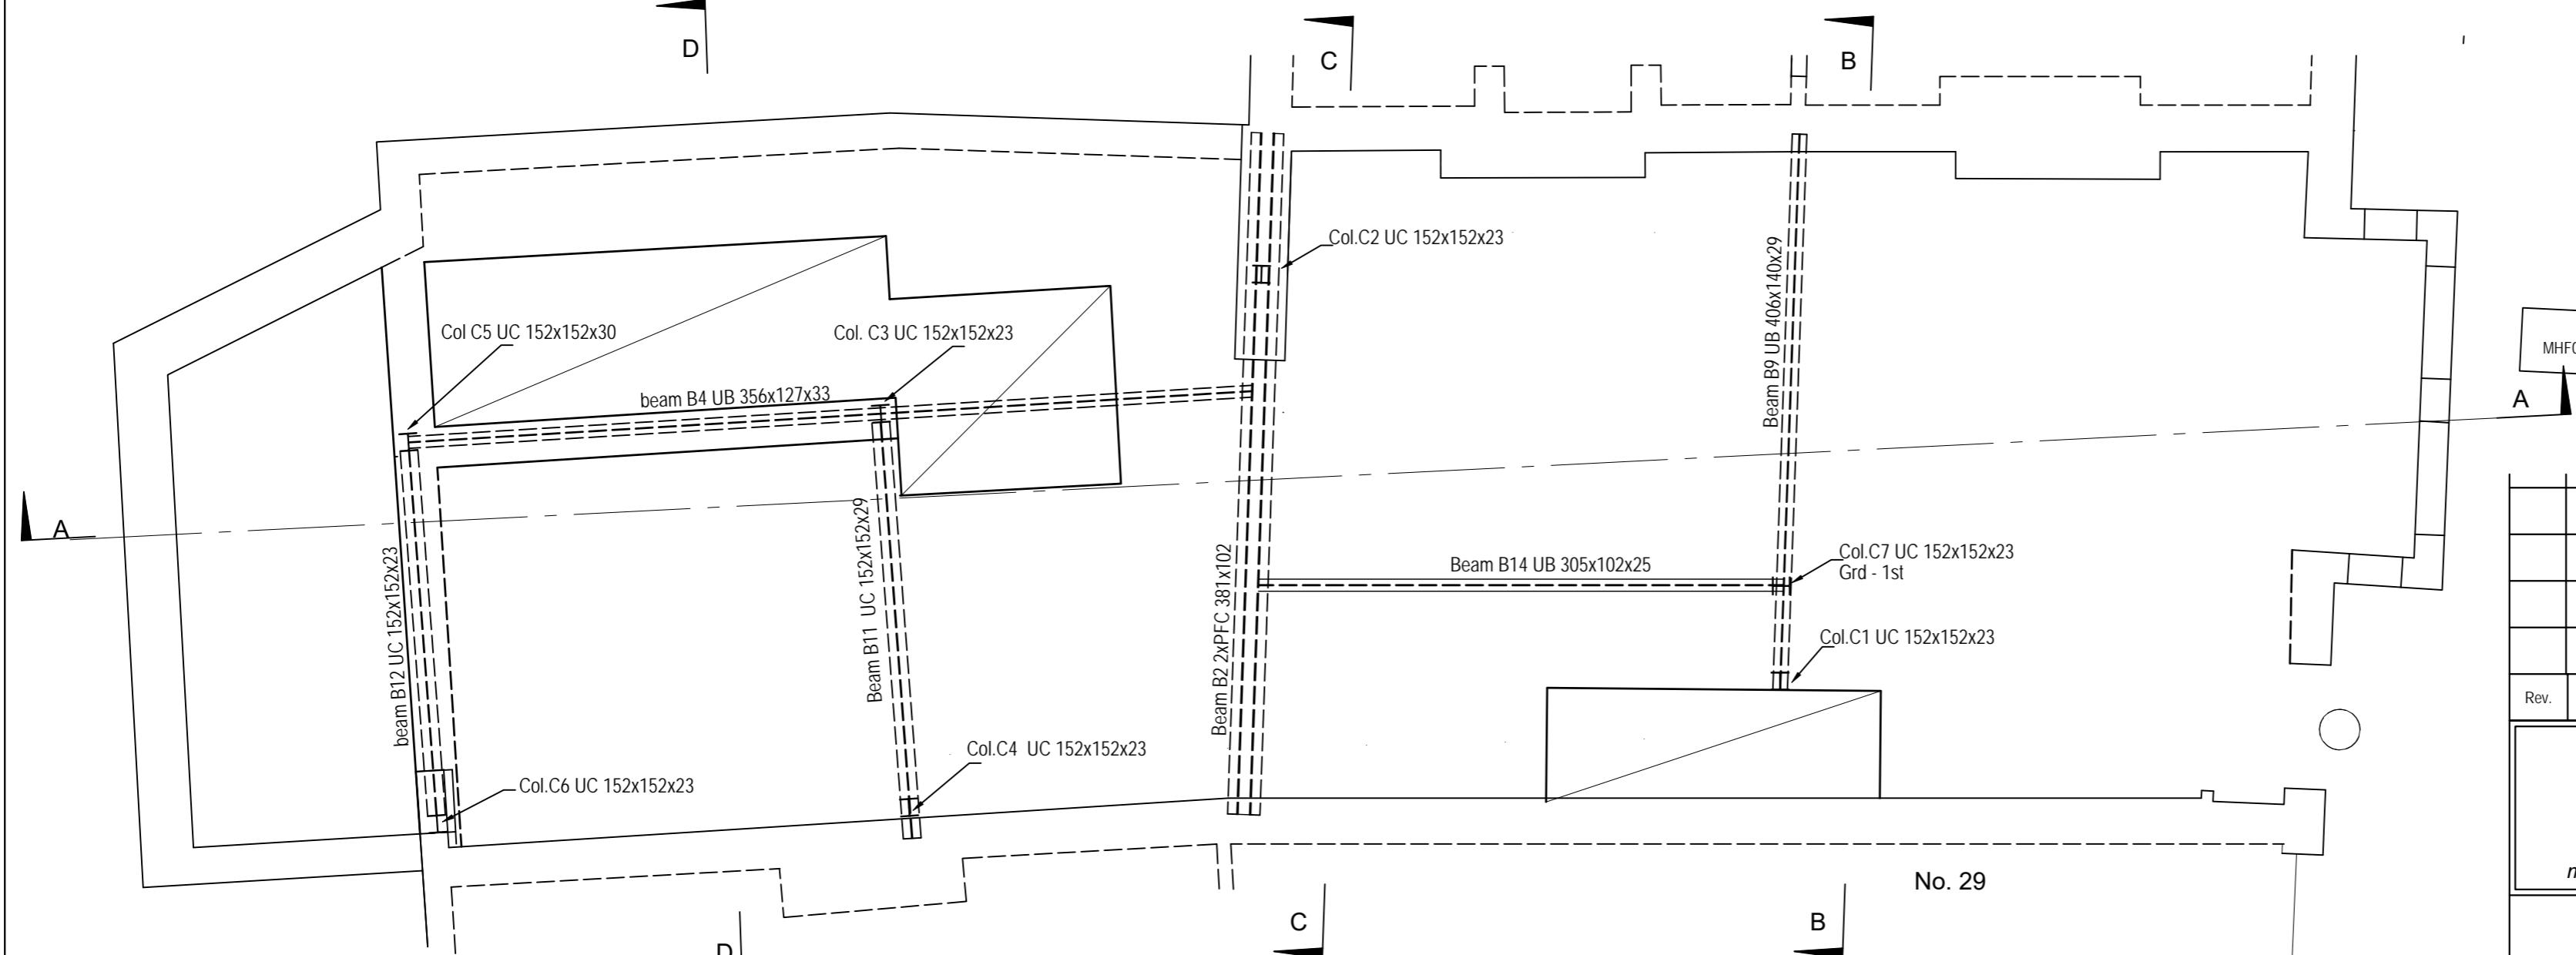 D
C
B
Col.C2 UC 152x152x23
Col C5 UC 152x152x30
Col. C3 UC 152x152x23
beam B4 UB 356x127x33
Beam B9 UB 406x140x29
MHF
A
A
Beam B14 UB 305x102x25
Col.C7 UC 152x152x23
Grd - 1st
beam B12 UC 152x152x23
Beam B11 UC 152x152x29
Beam B2 2xPFC 381x102
Col.C1 UC 152x152x23
Rev.
Col.C4 UC 152x152x23
Col.C6 UC 152x152x23
No. 29
C
B
D